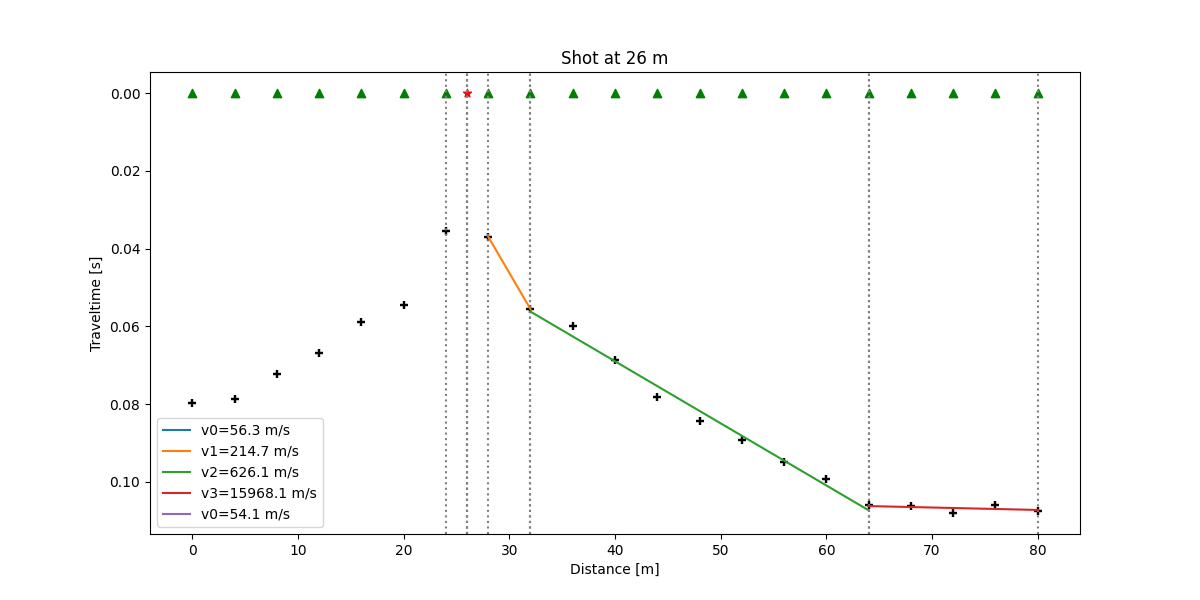 Shot at 26 m
0.00
0.02
0.04
0.06
0.08
0.10
Traveltime [s]
v0=56.3 m/s
v1=214.7 m/s
v2=626.1 m/s
v3=15968.1 m/s
v0=54.1 m/s
0 10 20 30 40 50 60 70 80
Distance [m]